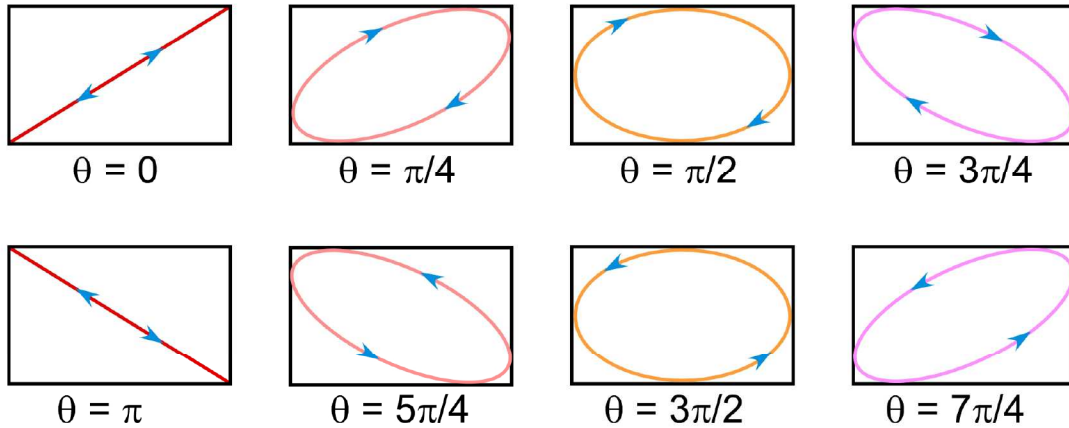 θ = 0
θ = π/4
θ = π/2
θ = 3π/4
θ = π
θ = 5π/4
θ = 3π/2
θ = 7π/4